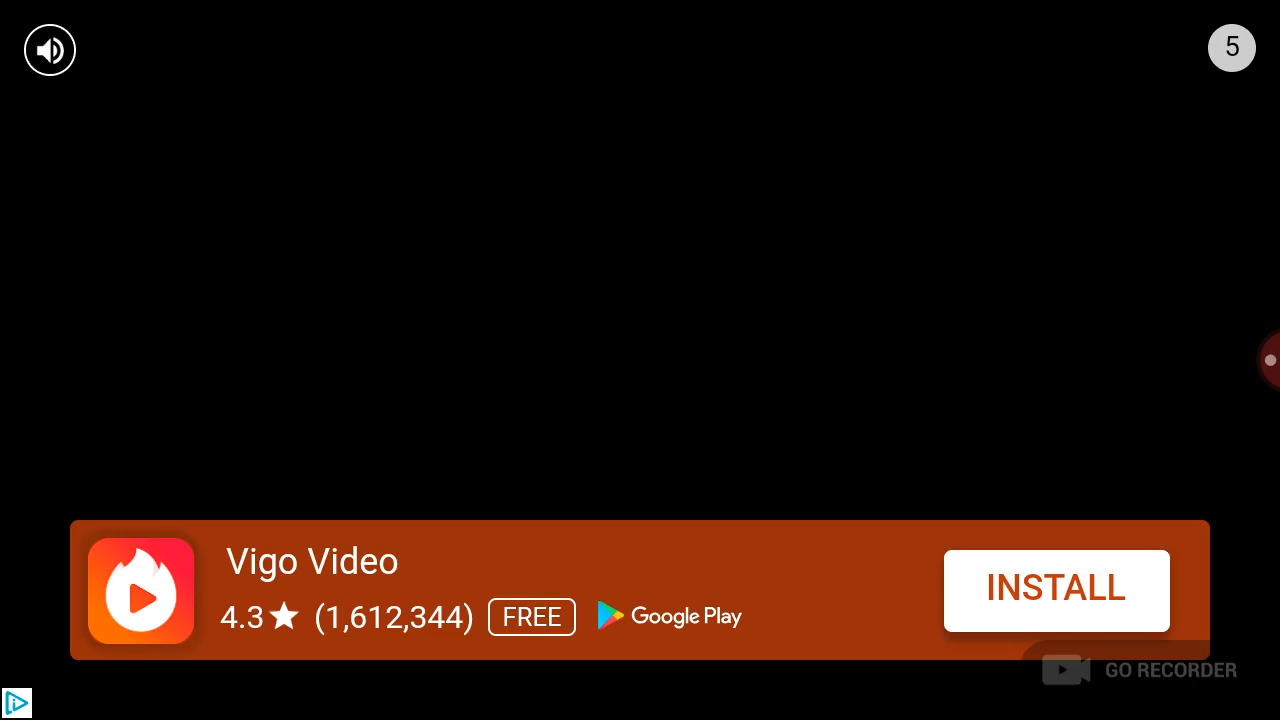 5
Vigo Video
4.3★ (1,612,344) FREE Google Play
INSTALL
GO RECORDER